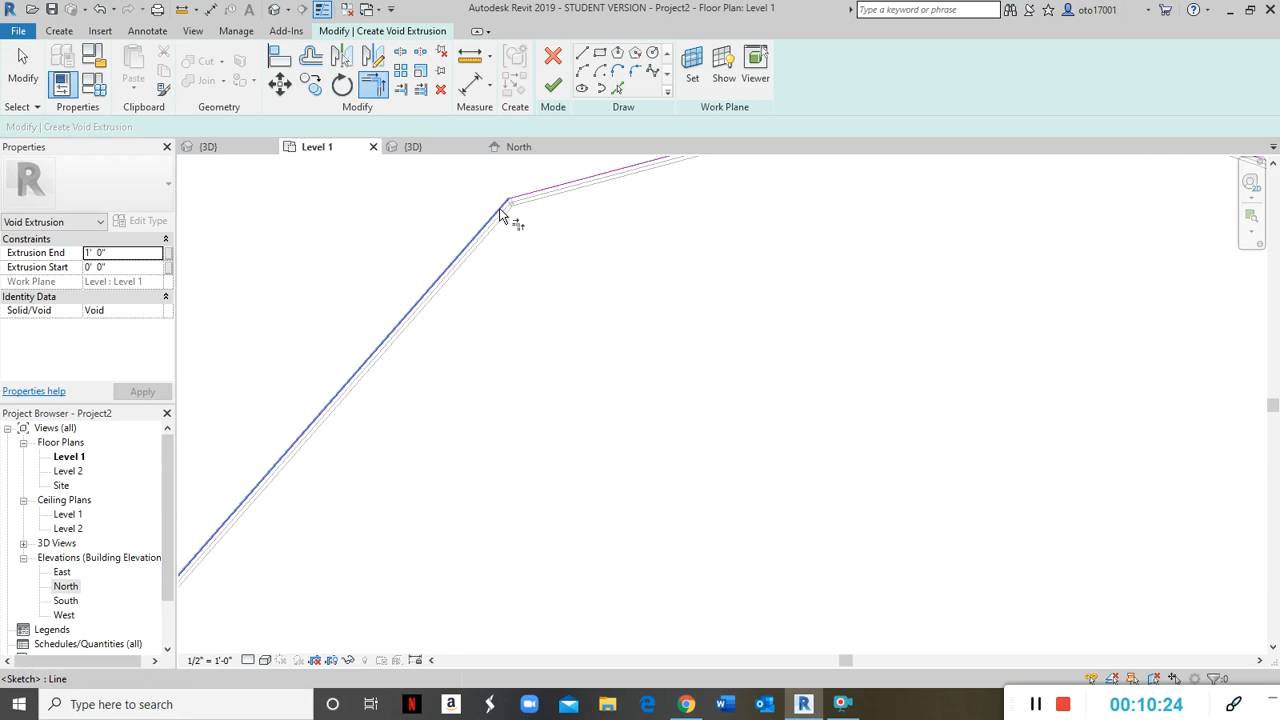 Autodesk Revit 2019 - STUDENT VERSION - Project2 - Floor Plan: Level 1
Type a keyword or phrase
oto17001
File Create Insert Annotate View Manage Add-Ins Modify | Create Void Extrusion
Modify
Paste
Cut
Join
Set Show Viewer
Select Properties Clipboard Geometry Modify Measure Create Mode Draw Work Plane
Modify | Create Void Extrusion
Properties
{3D} Level 1 {3D} North
R
2D
Void Extrusion Edit Type
Constraints
Extrusion End 1' 0"
Extrusion Start 0' 0"
Work Plane Level : Level 1
Identity Data
Solid/Void Void
Properties help Apply
Project Browser - Project2
Views (all)
Floor Plans
Level 1
Level 2
Site
Ceiling Plans
Level 1
Level 2
3D Views
Elevations (Building Elevation
East
North
South
West
Legends
Schedules/Quantities (all)
1/2" = 1'-0"
<Sketch> : Line
:0
Type here to search
00:10:24